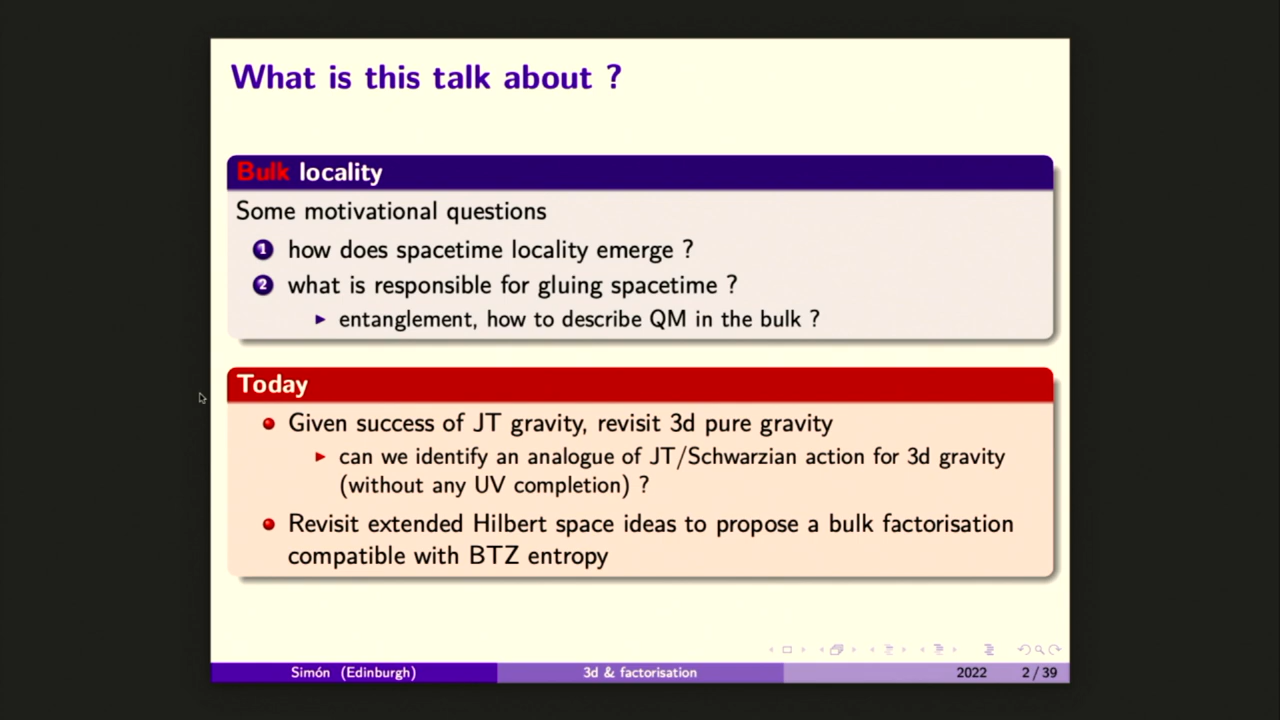 What is this talk about ?
Bulk locality
Some motivational questions
1 how does spacetime locality emerge ?
2 what is responsible for gluing spacetime ?
entanglement, how to describe QM in the bulk ?
Today
Given success of JT gravity, revisit 3d pure gravity
can we identify an analogue of JT/Schwarzian action for 3d gravity
(without any UV completion) ?
Revisit extended Hilbert space ideas to propose a bulk factorisation
compatible with BTZ entropy
Simón (Edinburgh) 3d & factorisation 2022 2 / 39